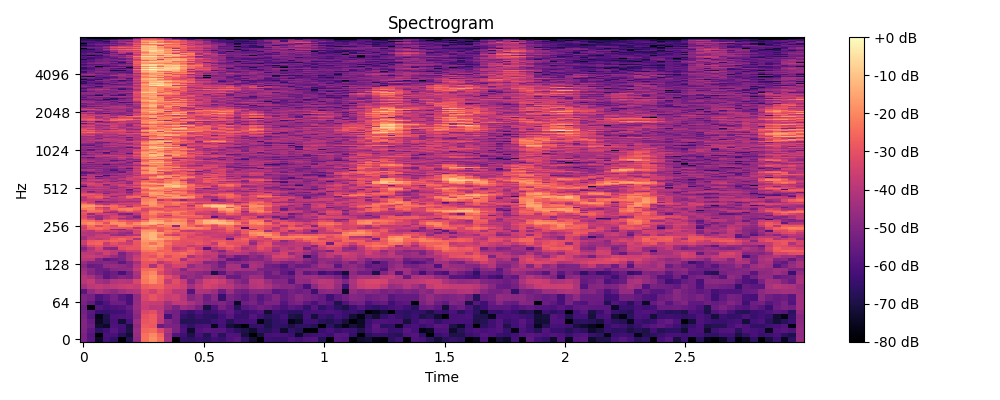 Spectrogram
Hz
4096
2048
1024
512
256
128
64
0
0
0.5
1
1.5
2
2.5
Time
+0 dB
-10 dB
-20 dB
-30 dB
-40 dB
-50 dB
-60 dB
-70 dB
-80 dB